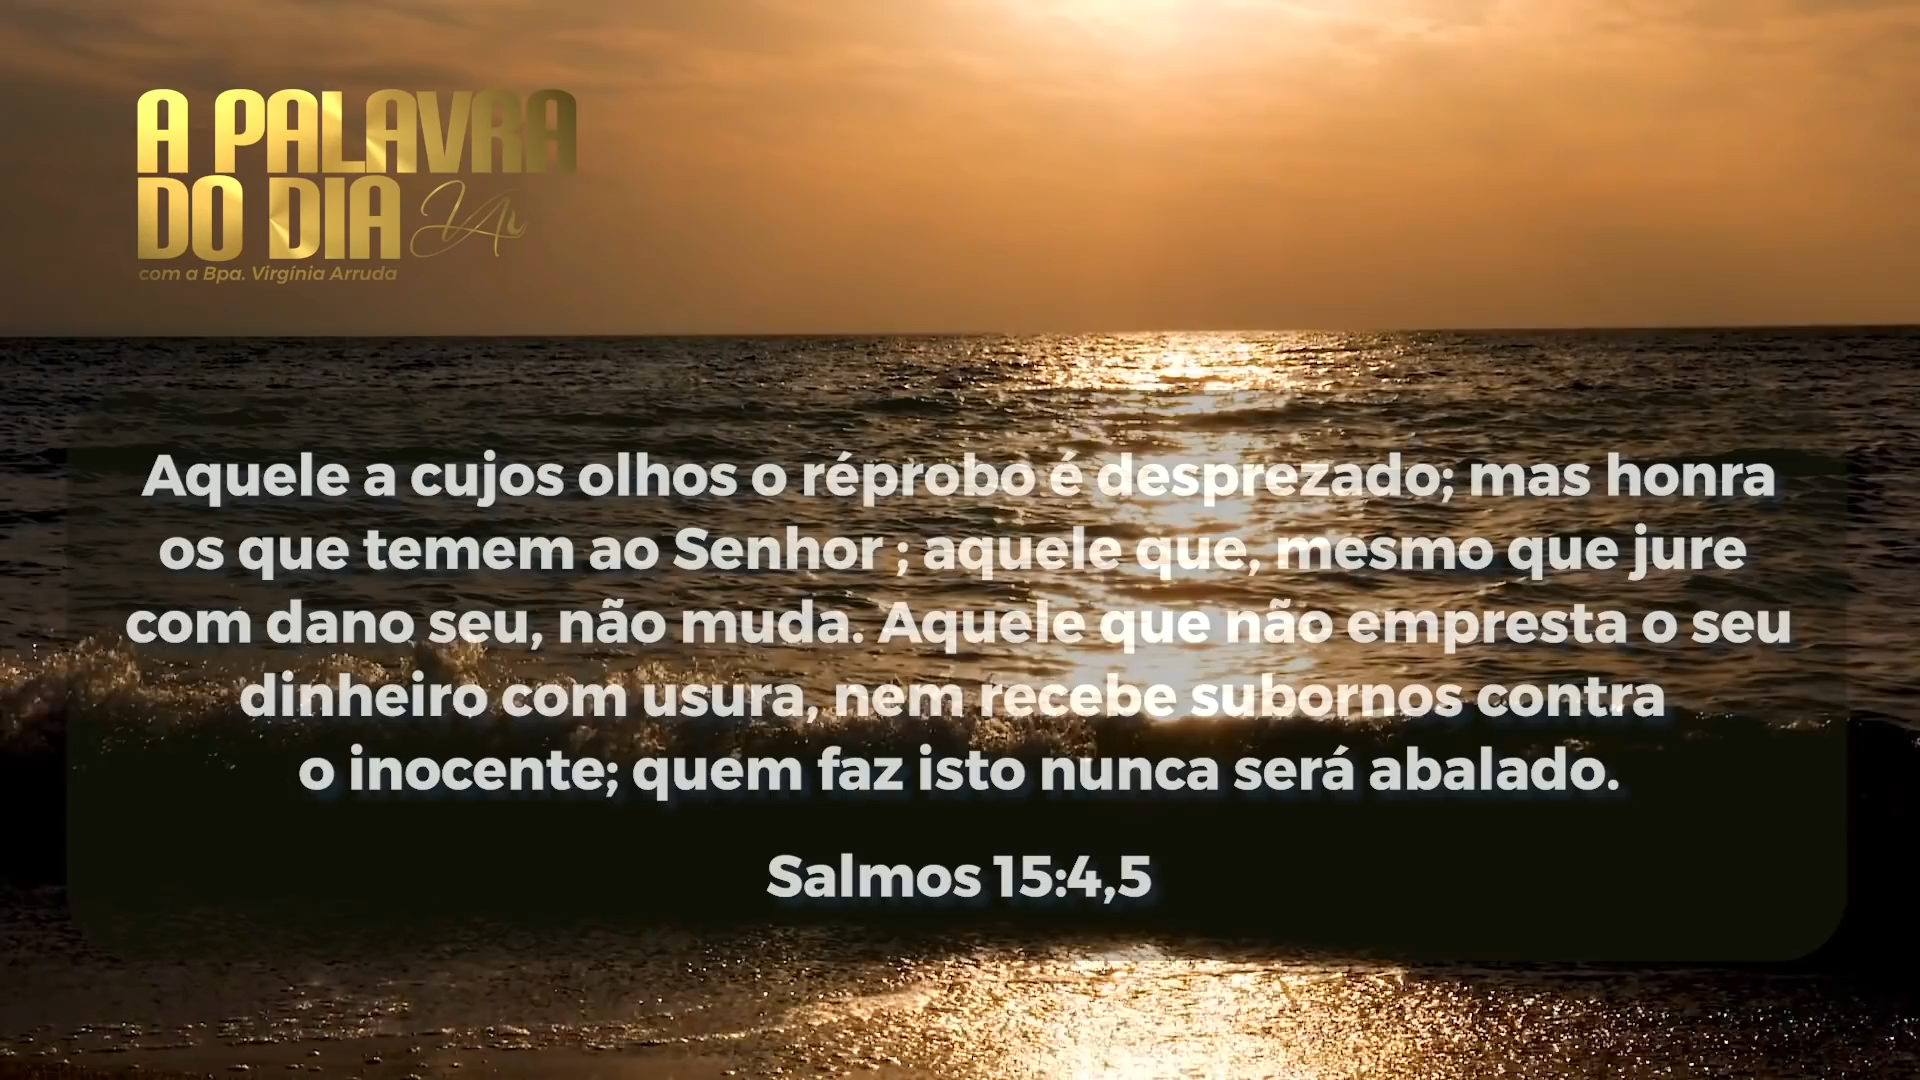 A PALAVRA
DO DIA
com a Bpa. Virgínia Arruda
Aquele a cujos olhos o réprobo é desprezado; mas honra
os que temem ao Senhor ; aquele que, mesmo que jure
com dano seu, não muda. Aquele que não empresta o seu
dinheiro com usura, nem recebe subornos contra
o inocente; quem faz isto nunca será abalado.
Salmos 15:4,5